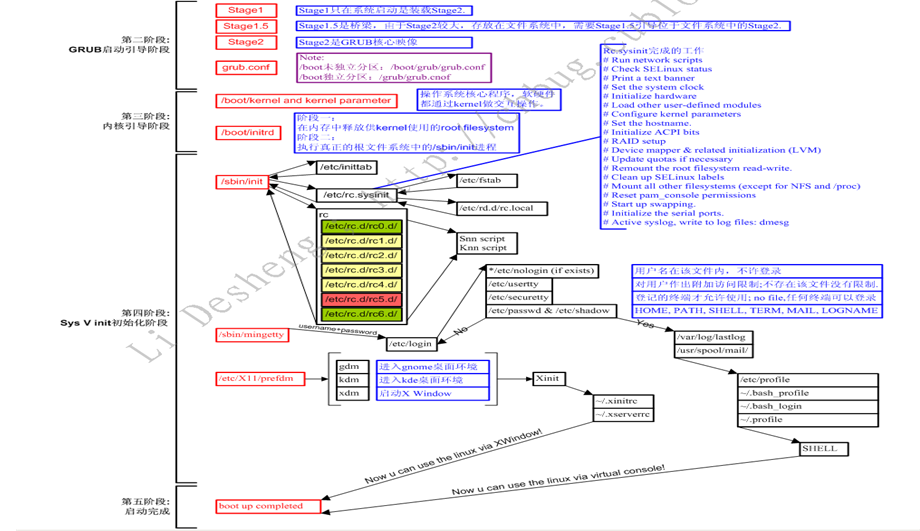 第二阶段:
GRUB启动引导阶段
Stage1
Stage1只在系统启动是装载Stage2.
Stage1.5
Stage1.5是桥梁，由于Stage2较大，存放在文件系统中，需要Stage1.5引导位于文件系统中的Stage2.
Stage2
Stage2是GRUB核心映像
grub.conf
Note:
/boot未独立分区：/boot/grub/grub.conf
/boot独立分区：/grub/grub.cnof
第三阶段:
内核引导阶段
/boot/kernel and kernel parameter
操作系统核心程序，软硬件
都通过kernel做交互操作。
/boot/initrd
阶段一:
在内存中释放供kernel使用的root filesystem
阶段二:
执行真正的根文件系统中的/sbin/init进程
Rc.sysinit完成的工作
# Run network scripts
# Check SELinux status
# Print a text banner
# Set the system clock
# Initialize hardware
# Load other user-defined modules
# Configure kernel parameters
# Set the hostname.
# Initialize ACPI bits
# RAID setup
# Device mapper & related initialization (LVM)
# Update quotas if necessary
# Remount the root filesystem read-write.
# Clean up SELinux labels
# Mount all other filesystems (except for NFS and /proc)
# Reset pam_console permissions
# Start up swapping.
# Initialize the serial ports.
# Active syslog, write to log files: dmesg
第四阶段:
Sys V init初始化阶段
/sbin/init
/etc/inittab
/etc/rc.sysinit
/etc/fstab
/etc/rd.d/rc.local
rc
/etc/rc.d/rc0.d/
/etc/rc.d/rc1.d/
/etc/rc.d/rc2.d/
/etc/rc.d/rc3.d/
/etc/rc.d/rc4.d/
/etc/rc.d/rc5.d/
/etc/rc.d/rc6.d/
Snn script
Knn script
*/etc/nologin (if exists)
/etc/usertty
/etc/securetty
/etc/passwd & /etc/shadow
用户名在该文件内，不许登录
对用户作出附加访问限制;不存在该文件没有限制.
登记的终端才允许使用; no file,任何终端可以登录
HOME, PATH, SHELL, TERM, MAIL, LOGNAME
/sbin/mingetty
username+password
/etc/login
No
Yes
/var/log/lastlog
/usr/spool/mail/
/etc/X11/prefdm
gdm
进入gnome桌面环境
kdm
进入kde桌面环境
xdm
启动X Window
Xinit
~/.xinitrc
~/.xserverrc
/etc/profile
~/.bash_profile
~/.bash_login
~/.profile
SHELL
Now u can use the linux via XWindow!
Now u can use the linux via virtual console!
第五阶段:
启动完成
boot up completed
Li Desheng